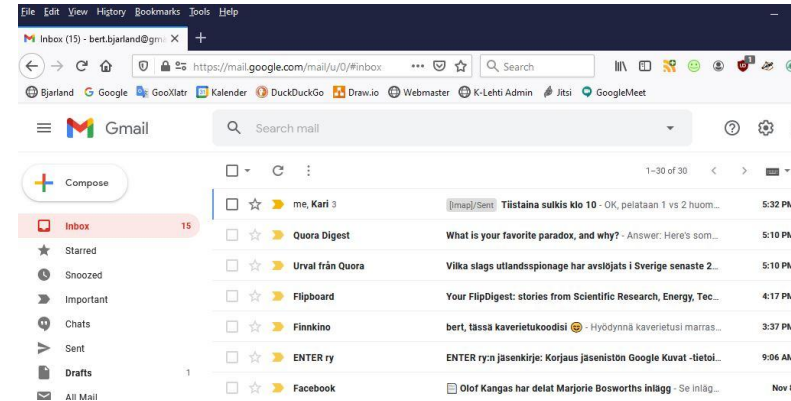 File Edit View History Bookmarks Tools Help
Inbox (15) - bert.bjarland@gm
https://mail.google.com/mail/u/0/#inbox Search
Bjarland Google GooXlatr Kalender DuckDuckGo Draw.io Webmaster K-Lehti Admin Jitsi GoogleMeet
Gmail Search mail
Compose 1–30 of 30
me, Kari 3 [Imap]/Sent Tiistaina sulkis klo 10 - OK, pelataan 1 vs 2 huom... 5:32 PM
Inbox 15 Quora Digest What is your favorite paradox, and why? - Answer: Here's som... 5:10 PM
Starred
Urval från Quora Vilka slags utlandsspionage har avslöjats i Sverige senaste 2... 5:10 PM
Snoozed
Important Flipboard Your FlipDigest: stories from Scientific Research, Energy, Tec... 4:17 PM
Chats Finnkino bert, tässä kaverietukoodisi 😊 - Hyödynnä kaverietusi marras... 3:37 PM
Sent
ENTER ry ENTER ry:n jäsenkirje: Korjaus jäsenistön Google Kuvat -tietoi... 9:06 AM
Drafts 1
Facebook Olof Kangas har delat Marjorie Bosworths inlägg - Se inläg... Nov
All Mail